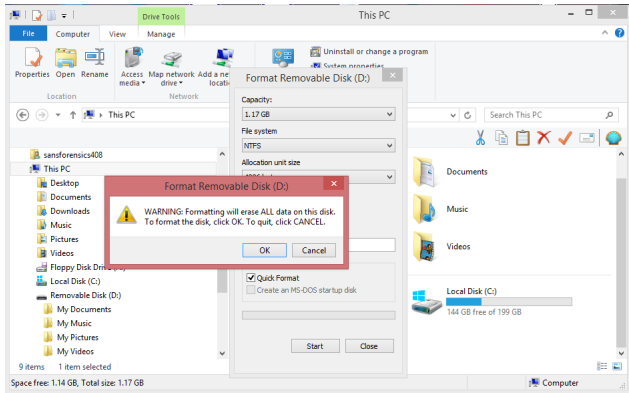 Drive Tools
This PC
File
Computer
View
Manage
Properties
Open
Rename
Access
media
Map network
drive
Add a ne
locati
Uninstall or change a program
System properties
Location
Network
This PC
Search This PC
sansforensics408
This PC
Desktop
Documents
Downloads
Music
Pictures
Videos
Floppy Disk Dri
Local Disk (C:)
Removable Disk (D:)
My Documents
My Music
My Pictures
My Videos
Format Removable Disk (D:)
Capacity:
1.17 GB
File system
NTFS
Allocation unit size
Format Removable Disk (D:)
WARNING: Formatting will erase ALL data on this disk.
To format the disk, click OK. To quit, click CANCEL.
OK
Cancel
Quick Format
Create an MS-DOS startup disk
Start
Close
Documents
Music
Videos
Local Disk (C:)
144 GB free of 199 GB
9 items
1 item selected
Space free: 1.14 GB, Total size: 1.17 GB
Computer